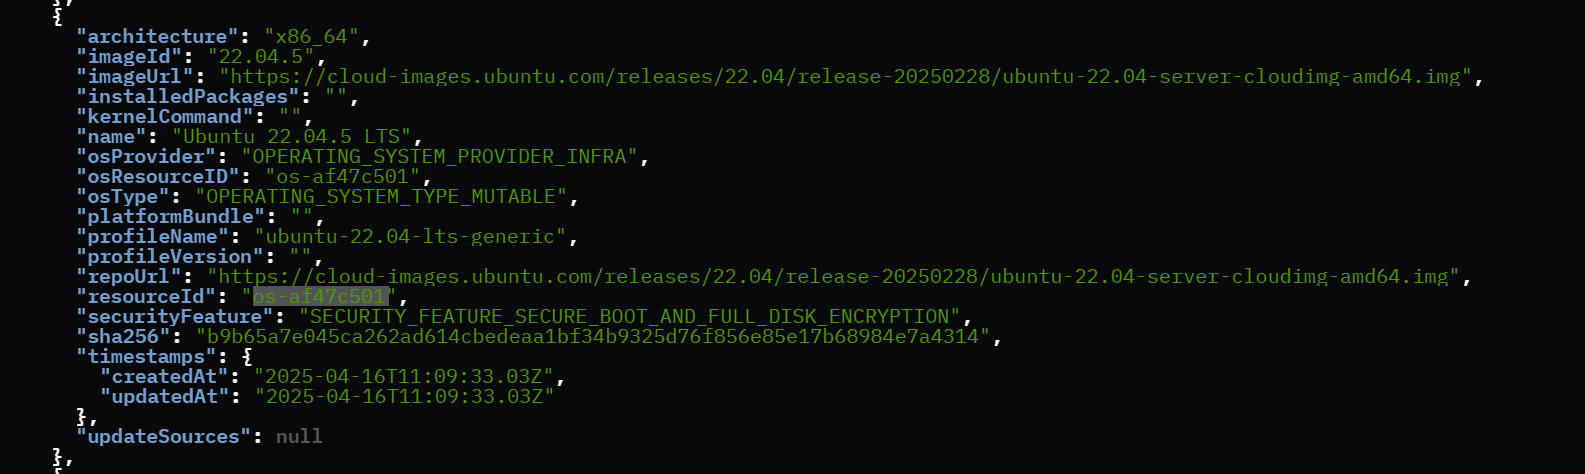 },
{
"architecture": "x86_64",
"imageId": "22.04.5",
"imageUrl": "https://cloud-images.ubuntu.com/releases/22.04/release-20250228/ubuntu-22.04-server-cloudimg-amd64.img",
"installedPackages": "",
"kernelCommand": "",
"name": "Ubuntu 22.04.5 LTS",
"osProvider": "OPERATING_SYSTEM_PROVIDER_INFRA",
"osResourceID": "os-af47c501",
"osType": "OPERATING_SYSTEM_TYPE_MUTABLE",
"platformBundle": "",
"profileName": "ubuntu-22.04-lts-generic",
"profileVersion": "",
"repoUrl": "https://cloud-images.ubuntu.com/releases/22.04/release-20250228/ubuntu-22.04-server-cloudimg-amd64.img",
"resourceId": "os-af47c501",
"securityFeature": "SECURITY_FEATURE_SECURE_BOOT_AND_FULL_DISK_ENCRYPTION",
"sha256": "b9b65a7e045ca262ad614cbedeaa1bf34b9325d76f856e85e17b68984e7a4314",
"timestamps": {
"createdAt": "2025-04-16T11:09:33.03Z",
"updatedAt": "2025-04-16T11:09:33.03Z"
},
"updateSources": null
},
{